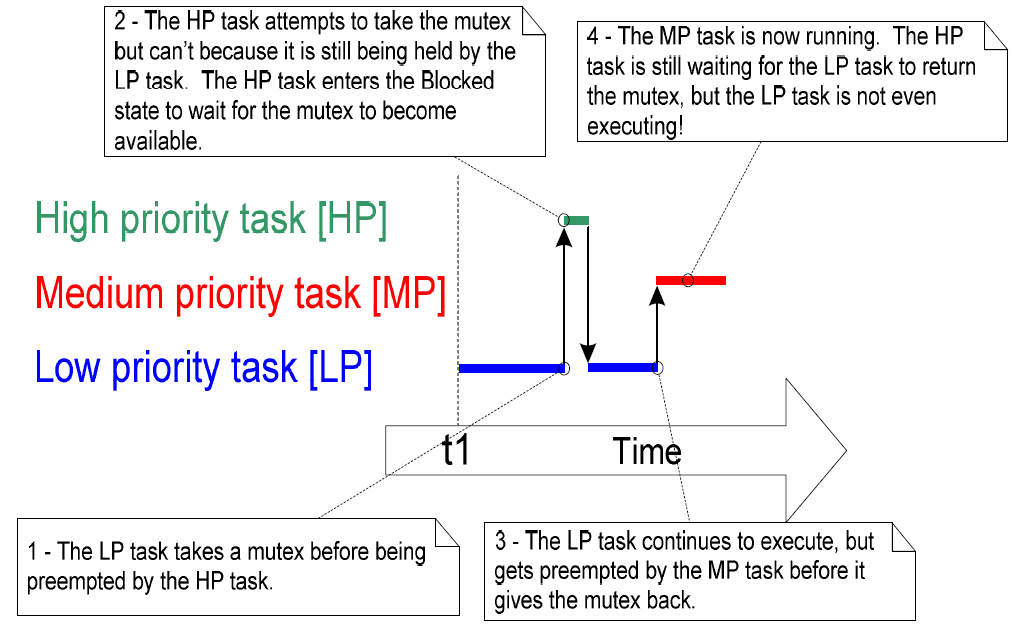 2 - The HP task attempts to take the mutex
but can't because it is still being held by the
LP task. The HP task enters the Blocked
state to wait for the mutex to become
available.
4 - The MP task is now running. The HP
task is still waiting for the LP task to return
the mutex, but the LP task is not even
executing!
High priority task [HP]
Medium priority task [MP]
Low priority task [LP]
t1
Time
1 - The LP task takes a mutex before being
preempted by the HP task.
3 - The LP task continues to execute, but
gets preempted by the MP task before it
gives the mutex back.